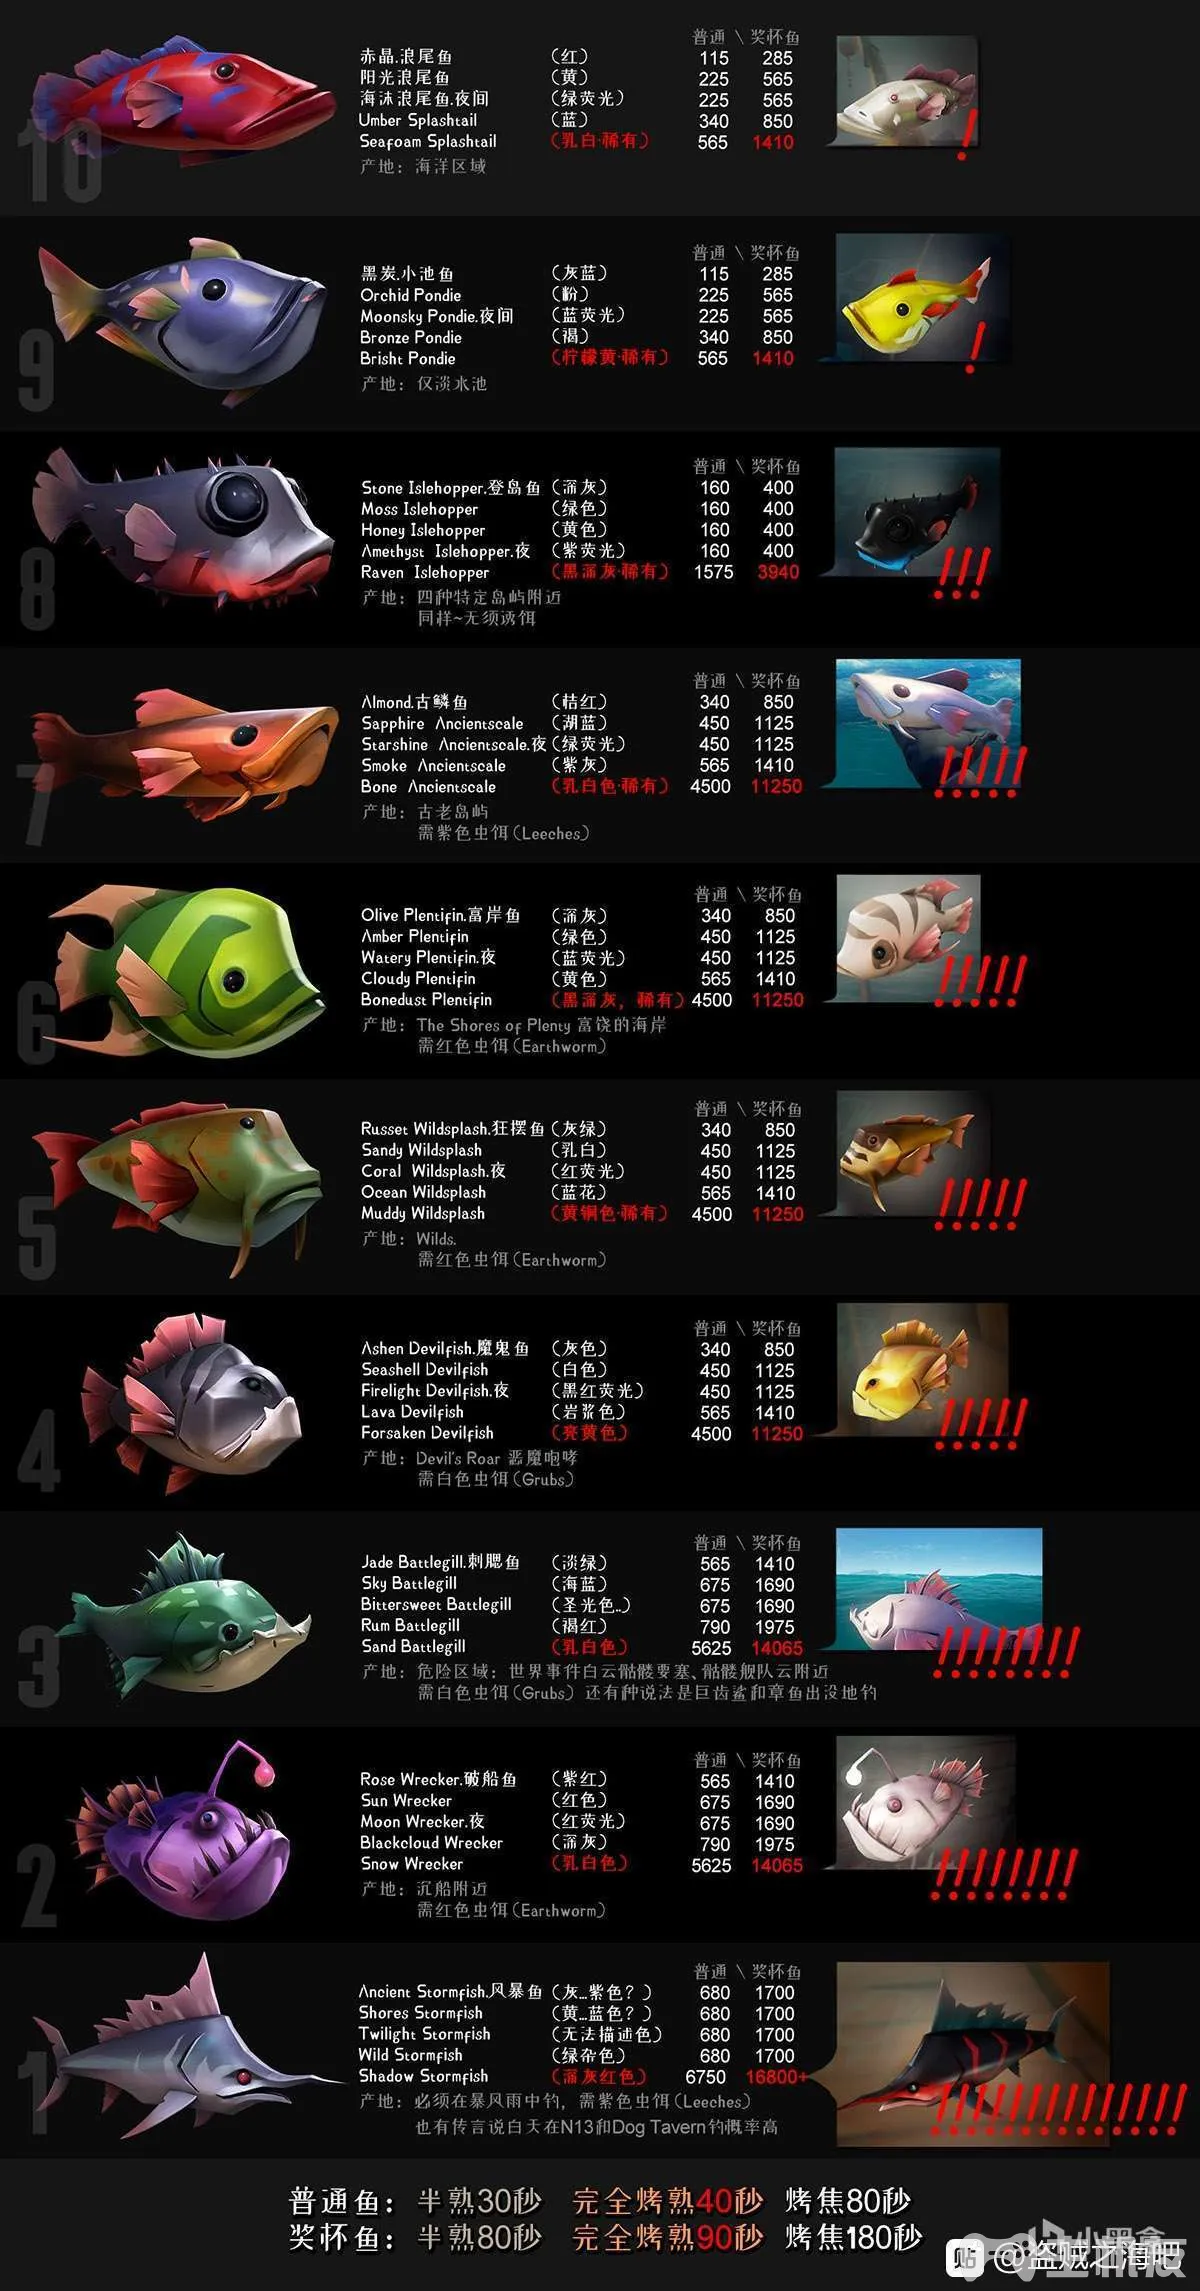 10
普通 \ 奖杯鱼
赤晶.浪尾鱼 （红） 115 285
阳光浪尾鱼 （黄） 225 565
海沫浪尾鱼.夜间 （绿荧光） 225 565
Umber Splashtail （蓝） 340 850
Seafoam Splashtail （乳白·稀有） 565 1410
产地：海洋区域
9
普通 \ 奖杯鱼
黑炭.小池鱼 （灰蓝） 115 285
Orchid Pondie （粉） 225 565
Moonsky Pondie.夜间 （蓝荧光） 225 565
Bronze Pondie （褐） 340 850
Brisht Pondie （柠檬黄·稀有） 565 1410
产地：仅淡水池
8
普通 \ 奖杯鱼
Stone Islehopper.登岛鱼 （深灰） 160 400
Moss Islehopper （绿色） 160 400
Honey Islehopper （黄色） 160 400
Amethyst Islehopper.夜 （紫荧光） 160 400
Raven Islehopper （黑深灰·稀有） 1575 3940
产地：四种特定岛屿附近
同样~无须诱饵
7
普通 \ 奖杯鱼
Almond.古鳞鱼 （桔红） 340 850
Sapphire Ancientscale （湖蓝） 450 1125
Starshine Ancientscale.夜 （绿荧光） 450 1125
Smoke Ancientscale （紫灰） 565 1410
Bone Ancientscale （乳白色·稀有） 4500 11250
产地：古老岛屿
需紫色虫饵（Leeches）
6
普通 \ 奖杯鱼
Olive Plentifin.富岸鱼 （深灰） 340 850
Amber Plentifin （绿色） 450 1125
Watery Plentifin.夜 （蓝荧光） 450 1125
Cloudy Plentifin （黄色） 565 1410
Bonedust Plentifin （黑深灰，稀有） 4500 11250
产地：The Shores of Plenty 富饶的海岸
需红色虫饵（Earthworm）
5
普通 \ 奖杯鱼
Russet Wildsplash.狂摆鱼 （灰绿） 340 850
Sandy Wildsplash （乳白） 450 1125
Coral Wildsplash.夜 （红荧光） 450 1125
Ocean Wildsplash （蓝花） 565 1410
Muddy Wildsplash （黄铜色·稀有） 4500 11250
产地：Wilds.
需红色虫饵（Earthworm）
4
普通 \ 奖杯鱼
Ashen Devilfish.魔鬼鱼 （灰色） 340 850
Seashell Devilfish （白色） 450 1125
Firelight Devilfish.夜 （黑红荧光） 450 1125
Lava Devilfish （岩浆色） 565 1410
Forsaken Devilfish （亮黄色） 4500 11250
产地：Devil's Roar 恶魔咆哮
需白色虫饵（Grubs）
3
普通 \ 奖杯鱼
Jade Battlegill.刺腮鱼 （淡绿） 565 1410
Sky Battlegill （海蓝） 675 1690
Bittersweet Battlegill （圣光色..） 675 1690
Rum Battlegill （褐红） 790 1975
Sand Battlegill （乳白色） 5625 14065
产地：危险区域：世界事件白云骷髅要塞、骷髅舰队云附近
需白色虫饵（Grubs）还有种说法是巨齿鲨和章鱼出没地钓
2
普通 \ 奖杯鱼
Rose Wrecker.破船鱼 （紫红） 565 1410
Sun Wrecker （红色） 675 1690
Moon Wrecker.夜 （红荧光） 675 1690
Blackcloud Wrecker （深灰） 790 1975
Snow Wrecker （乳白色） 5625 14065
产地：沉船附近
需红色虫饵（Earthworm）
1
普通 \ 奖杯鱼
Ancient Stormfish.风暴鱼 （灰...紫色？） 680 1700
Shores Stormfish （黄...蓝色？） 680 1700
Twilight Stormfish （无法描述色） 680 1700
Wild Stormfish （绿杂色） 680 1700
Shadow Stormfish （深灰红色） 6750 16800+
产地：必须在暴风雨中钓，需紫色虫饵（Leeches）
也有传言说白天在N13和Dog Tavern钓概率高
普通鱼：半熟30秒 完全烤熟40秒 烤焦80秒
奖杯鱼：半熟80秒 完全烤熟90秒 烤焦180秒
小黑盒
贴 @盗贼之海吧